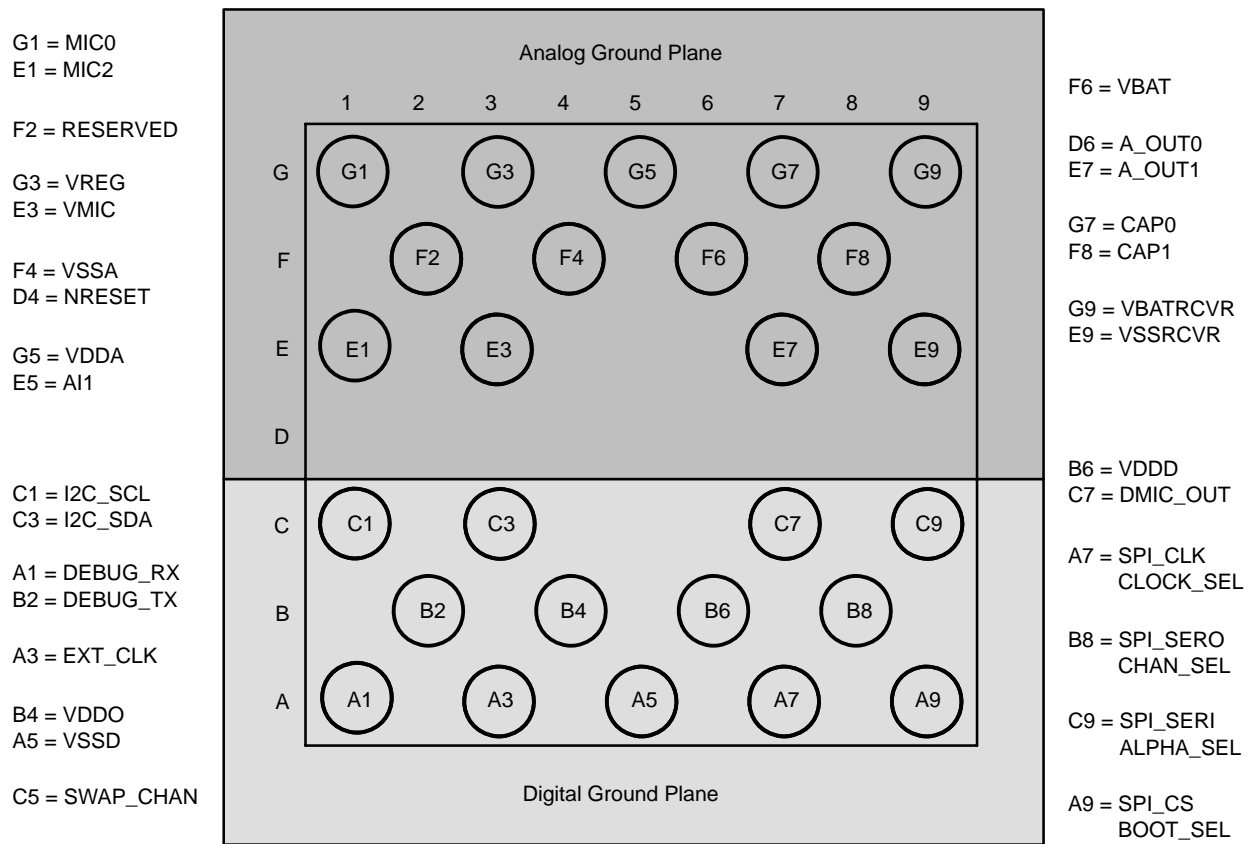 G1 = MIC0
E1 = MIC2
F2 = RESERVED
G3 = VREG
E3 = VMIC
F4 = VSSA
D4 = NRESET
G5 = VDDA
E5 = AI1
C1 = I2C_SCL
C3 = I2C_SDA
A1 = DEBUG_RX
B2 = DEBUG_TX
A3 = EXT_CLK
B4 = VDDO
A5 = VSSD
C5 = SWAP_CHAN
Analog Ground Plane
1 2 3 4 5 6 7 8 9
G G1 G3 G5 G7 G9
F F2 F4 F6 F8
E E1 E3 E7 E9
D
C C1 C3 C7 C9
B B2 B4 B6 B8
A A1 A3 A5 A7 A9
Digital Ground Plane
F6 = VBAT
D6 = A_OUT0
E7 = A_OUT1
G7 = CAP0
F8 = CAP1
G9 = VBATRCVR
E9 = VSSRCVR
B6 = VDDD
C7 = DMIC_OUT
A7 = SPI_CLK
CLOCK_SEL
B8 = SPI_SERO
CHAN_SEL
C9 = SPI_SERI
ALPHA_SEL
A9 = SPI_CS
BOOT_SEL